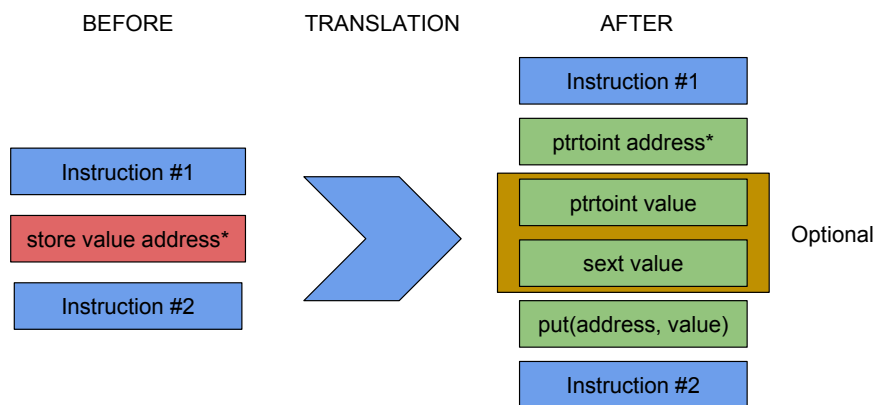 BEFORE
TRANSLATION
AFTER
Instruction #1
store value address*
Instruction #2
Instruction #1
ptrtoint address*
ptrtoint value
sext value
Optional
put(address, value)
Instruction #2